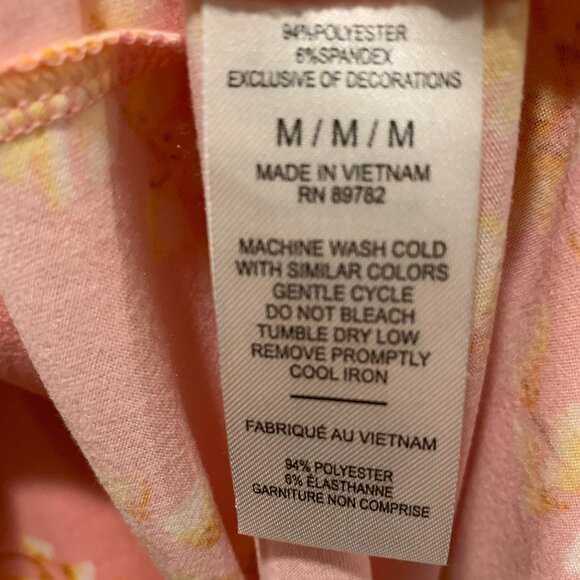 94%POLYESTER
6%SPANDEX
EXCLUSIVE OF DECORATIONS
M / M / M
MADE IN VIETNAM
RN 89782
MACHINE WASH COLD
WITH SIMILAR COLORS
GENTLE CYCLE
DO NOT BLEACH
TUMBLE DRY LOW
REMOVE PROMPTLY
COOL IRON
FABRIQUÉ AU VIETNAM
94% POLYESTER
6% ÉLASTHANNE
GARNITURE NON COMPRISE